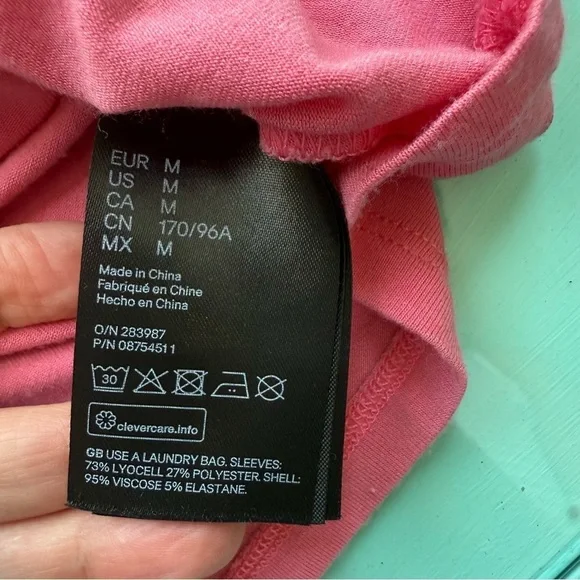 EUR M
US M
CA M
CN 170/96A
MX M
Made in China
Fabriqué en Chine
Hecho en China
O/N 283987
P/N 08754511
30
clevercare.info
GB USE A LAUNDRY BAG. SLEEVES:
73% LYOCELL 27% POLYESTER. SHELL:
95% VISCOSE 5% ELASTANE.